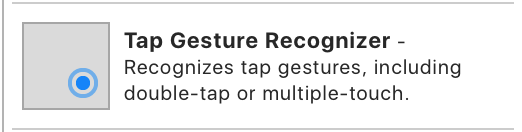 Tap Gesture Recognizer -
Recognizes tap gestures, including
double-tap or multiple-touch.